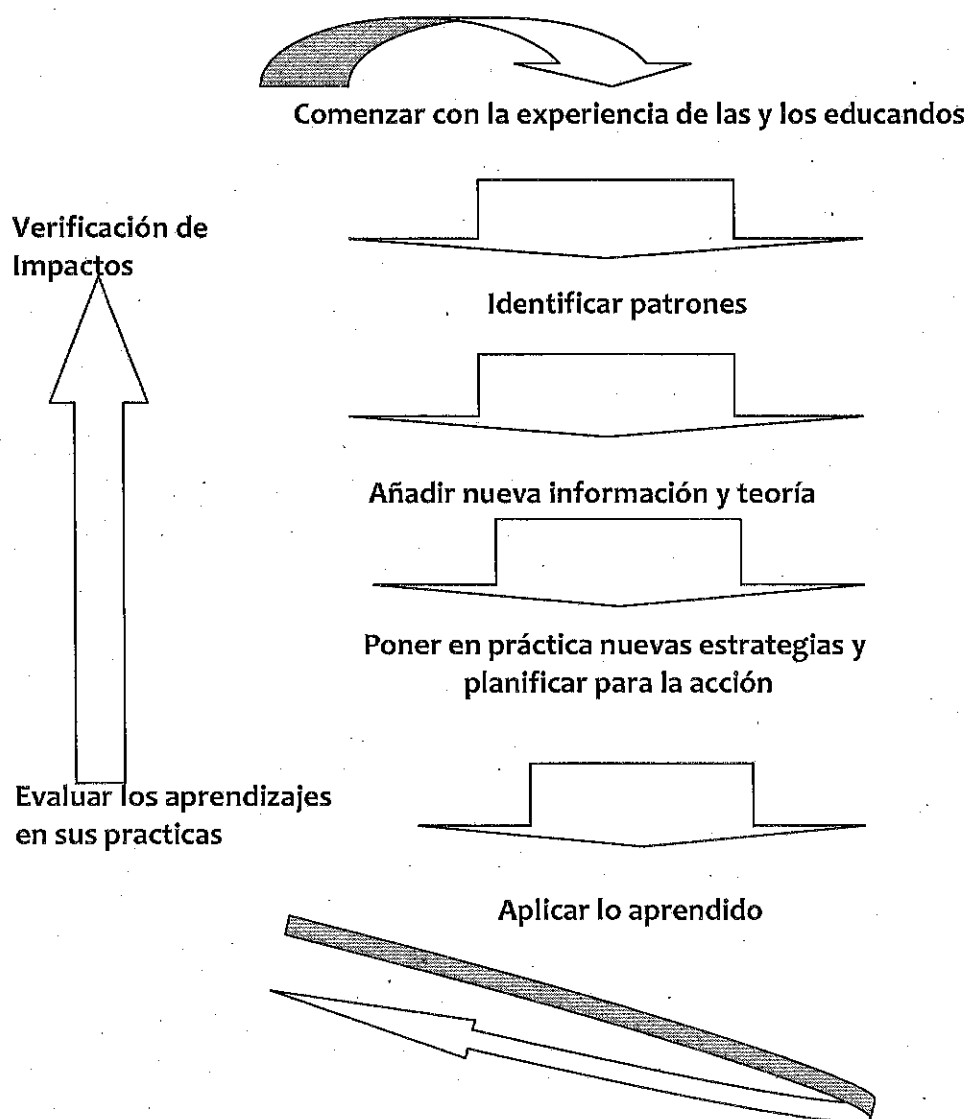 Comenzar con la experiencia de las y los educandos
Verificación de
Impactos
Identificar patrones
Añadir nueva información y teoría
Poner en práctica nuevas estrategias y
planificar para la acción
Evaluar los aprendizajes
en sus practicas
Aplicar lo aprendido